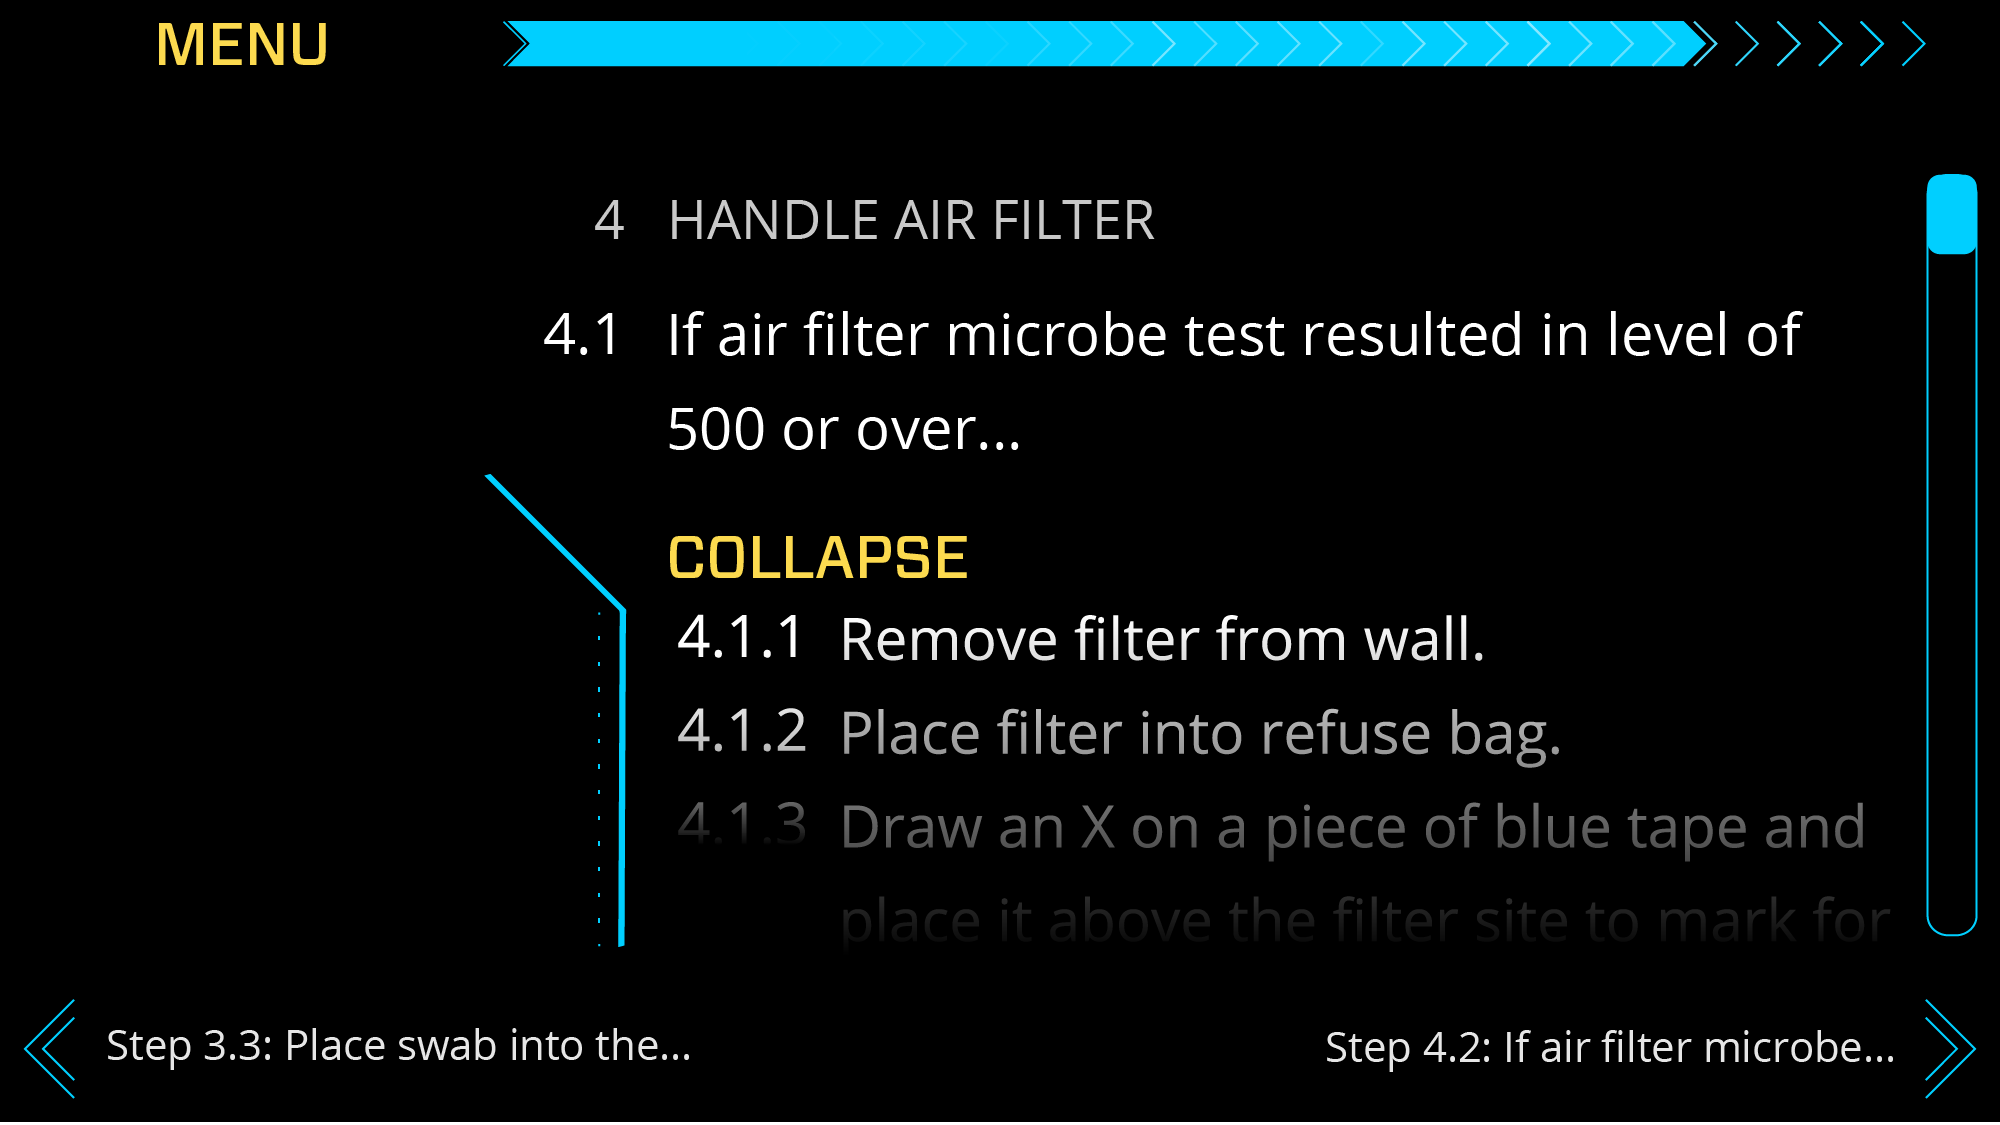 MENU
4 HANDLE AIR FILTER
4.1 If air filter microbe test resulted in level of
500 or over...
COLLAPSE
4.1.1 Remove filter from wall.
4.1.2 Place filter into refuse bag.
4.1.3 Draw an X on a piece of blue tape and
place it above the filter site to mark for
Step 3.3: Place swab into the...
Step 4.2: If air filter microbe...